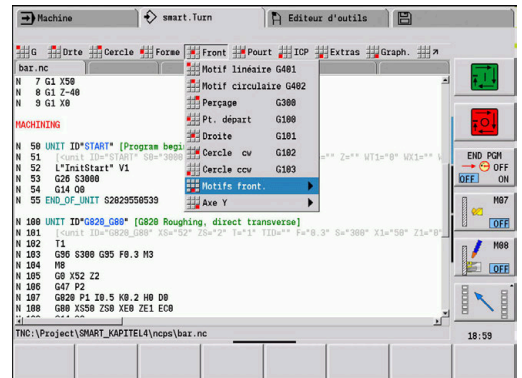 Machine
smart.Turn
Editeur d'outils
G Drte Cercle Forme Front Pourt ICP Extras Graph.
bar.nc
N 7 G1 X50
N 8 G1 Z-40
N 9 G1 X0
MACHINING
N 50 UNIT ID"START" [Program begi
N 51 [<unit ID="START" S0="3000
N 52 L"InitStart" V1
N 53 G26 S3000
N 54 G14 Q0
N 55 END_OF_UNIT S2029550539
N 100 UNIT ID"G820_G80" [G820 Roughing, direct transverse]
N 101 [<unit ID="G820_G80" XS="52" ZS="2" T="1" TID="" F="0.3" S="300" X1="50" Z1="0"
N 102 T1
N 103 G96 S300 G95 F0.3 M3
N 104 M8
N 105 G0 X52 Z2
N 106 G47 P2
N 107 G820 P1 I0.5 K0.2 H0 D0
N 108 G80 XS50 ZS0 XE0 ZE1 EC0
Motif linéaire G401
Motif circulaire G402
Perçage G300
Pt. départ G100
Droite G101
Cercle cw G102
Cercle ccw G103
Motifs front.
Axe Y
="" Z="" WT1="0" WX1=""
TNC:\Project\SMART_KAPITEL4\ncps\bar.nc
END PGM
OFF
OFF ON
M07
OFF
M08
OFF
18:59